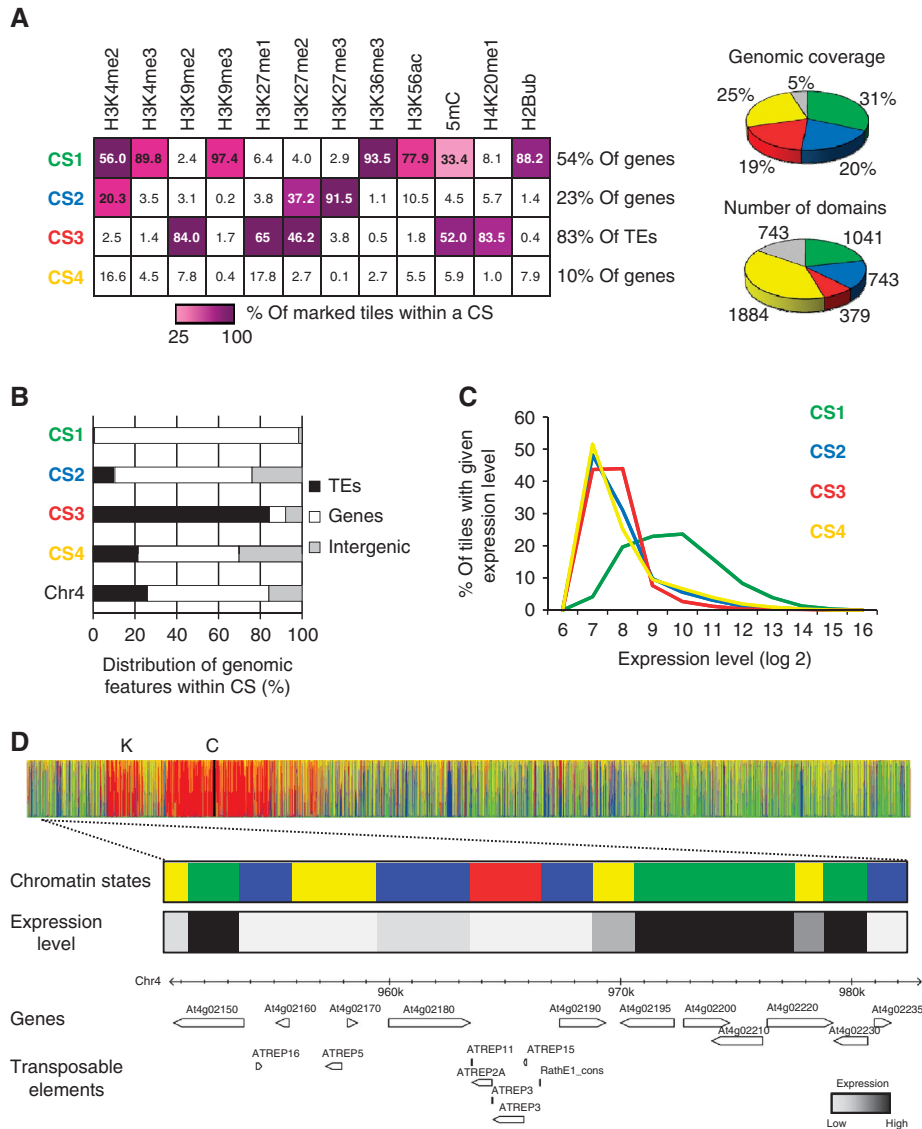 A
H3K4me2
H3K4me3
H3K9me2
H3K9me3
H3K27me1
H3K27me2
H3K27me3
H3K36me3
H3K56ac
5mC
H4K20me1
H2Bub
CS1 56.0 89.8 2.4 97.4 6.4 4.0 2.9 93.5 77.9 33.4 8.1 88.2 54% Of genes
CS2 20.3 3.5 3.1 0.2 3.8 37.2 91.5 1.1 10.5 4.5 5.7 1.4 23% Of genes
CS3 2.5 1.4 84.0 1.7 65 46.2 3.8 0.5 1.8 52.0 83.5 0.4 83% Of TEs
CS4 16.6 4.5 7.8 0.4 17.8 2.7 0.1 2.7 5.5 5.9 1.0 7.9 10% Of genes
% Of marked tiles within a CS
25 100
Genomic coverage
5%
25% 31%
19% 20%
Number of domains
743 1041
743
1884 379
B
CS1
CS2
CS3
CS4
Chr4
TEs
Genes
Intergenic
0 20 40 60 80 100
Distribution of genomic
features within CS (%)
C
% Of tiles with given
expression level
60
50
40
30
20
10
0
6 7 8 9 10 11 12 13 14 15 16
Expression level (log 2)
CS1
CS2
CS3
CS4
D
K C
Chromatin states
Expression
level
Chr4
960k 970k 980k
Genes
At4g02150 At4g02160 At4g02170 At4g02180 At4g02190 At4g02195 At4g02200 At4g02220 At4g02235
At4g02210 At4g02230
Transposable
elements
ATREP16 ATREP5 ATREP11 ATREP15
ATREP2A RathE1_cons
ATREP3
ATREP3
Expression
Low High